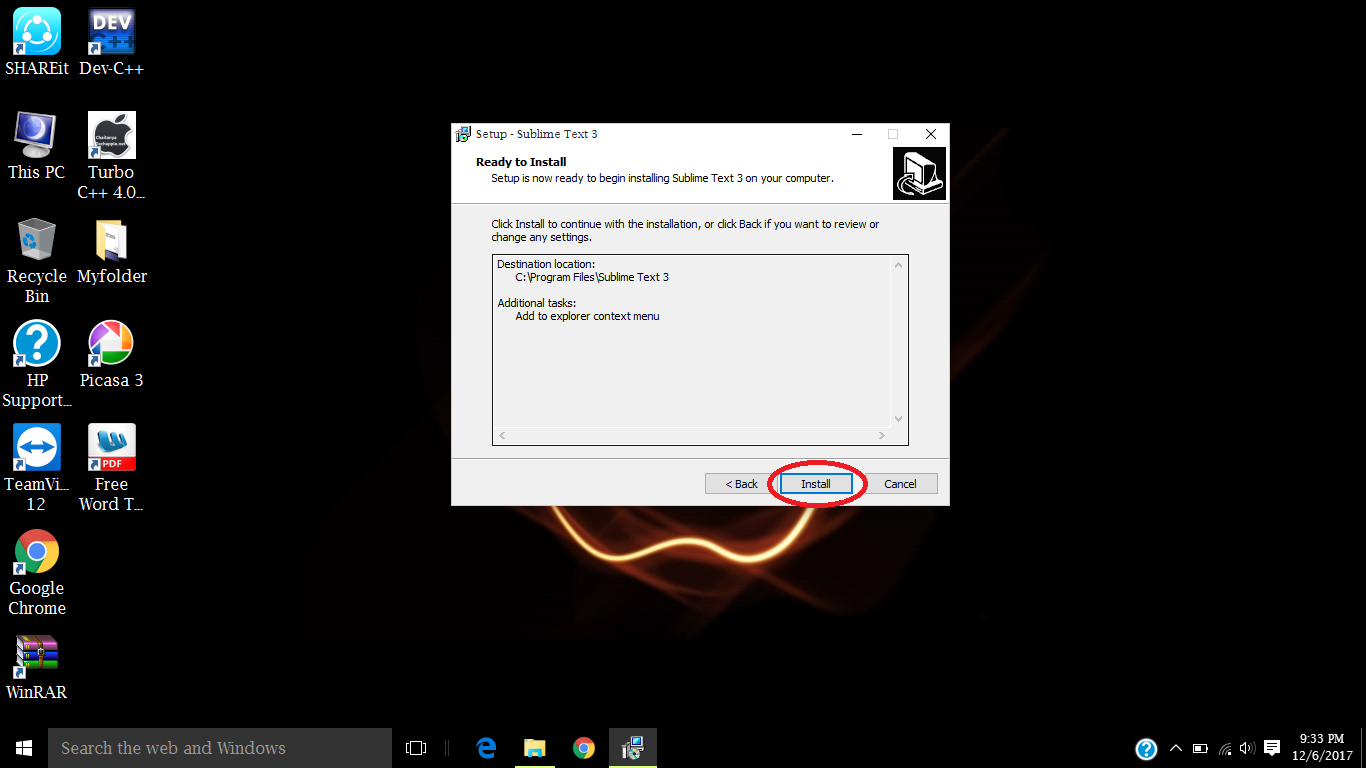 SHAREit
DEV
C++
Dev-C++
This PC
Chaitanya
Techapple.net
Turbo
C++ 4.0...
Recycle
Bin
Myfolder
HP
Support...
Picasa 3
TeamVi...
12
W
PDF
Free
Word T...
Google
Chrome
WinRAR
Setup - Sublime Text 3
Ready to Install
Setup is now ready to begin installing Sublime Text 3 on your computer.
Click Install to continue with the installation, or click Back if you want to review or
change any settings.
Destination location:
C:\Program Files\Sublime Text 3
Additional tasks:
Add to explorer context menu
< Back
Install
Cancel
Search the web and Windows
9:33 PM
12/6/2017